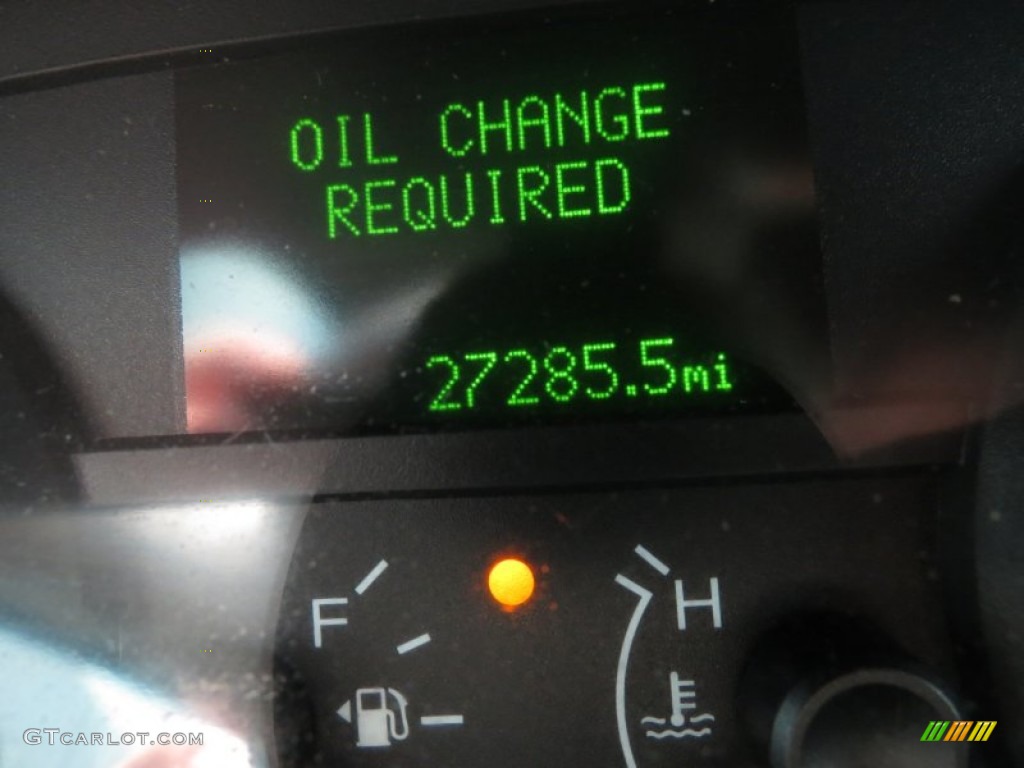 OIL CHANGE
REQUIRED
27285.5mi
F
H
GTCARLOT.COM